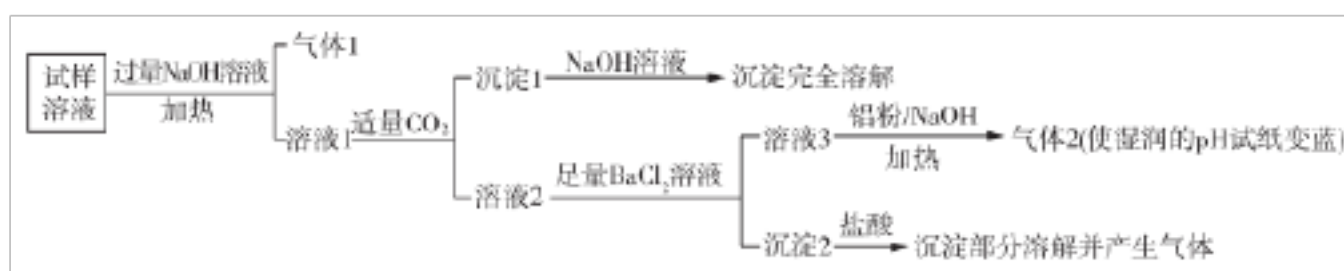 试样溶液
过量NaOH溶液
加热
气体1
溶液1
适量CO₂
沉淀1
NaOH溶液
沉淀完全溶解
溶液2
足量BaCl₂溶液
溶液3
铝粉/NaOH
加热
气体2(使湿润的pH试纸变蓝)
沉淀2
盐酸
沉淀部分溶解并产生气体